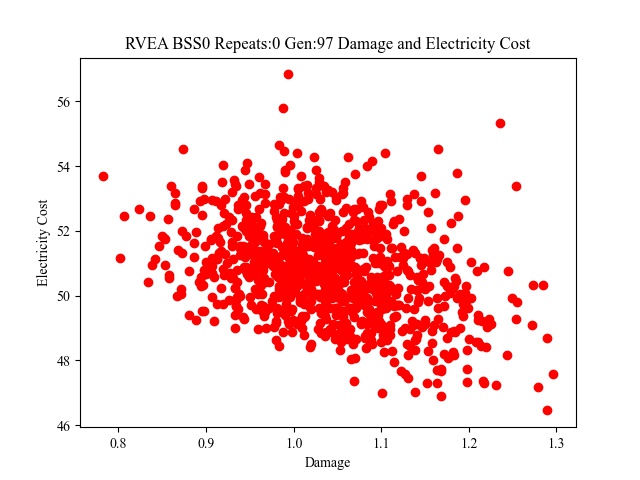 RVEA BSS0 Repeats:0 Gen:97 Damage and Electricity Cost
56
54
52
50
48
46
Electricity Cost
0.8 0.9 1.0 1.1 1.2 1.3
Damage